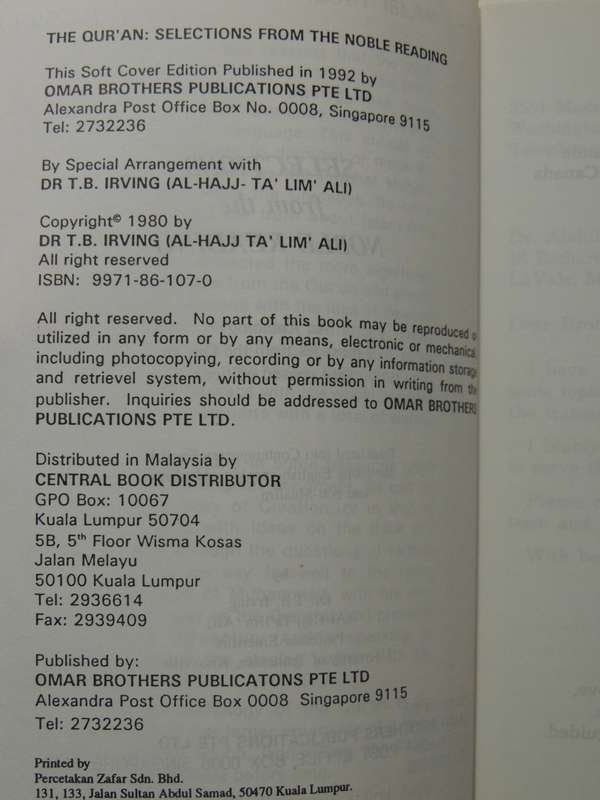 THE QUR'AN: SELECTIONS FROM THE NOBLE READING
This Soft Cover Edition Published in 1992 by
OMAR BROTHERS PUBLICATIONS PTE LTD
Alexandra Post Office Box No. 0008, Singapore 9115
Tel: 2732236
By Special Arrangement with
DR T.B. IRVING (AL-HAJJ- TA' LIM' ALI)
Copyright© 1980 by
DR T.B. IRVING (AL-HAJJ TA' LIM' ALI)
All right reserved
ISBN: 9971-86-107-0
All right reserved. No part of this book may be reproduced or
utilized in any form or by any means, electronic or mechanical,
including photocopying, recording or by any information storage
and retrievel system, without permission in writing from the
publisher. Inquiries should be addressed to OMAR BROTHERS
PUBLICATIONS PTE LTD.
Distributed in Malaysia by
CENTRAL BOOK DISTRIBUTOR
GPO Box: 10067
Kuala Lumpur 50704
5B, 5th Floor Wisma Kosas
Jalan Melayu
50100 Kuala Lumpur
Tel: 2936614
Fax: 2939409
Published by:
OMAR BROTHERS PUBLICATONS PTE LTD
Alexandra Post Office Box 0008 Singapore 9115
Tel: 2732236
Printed by
Percetakan Zafar Sdn. Bhd.
131, 133, Jalan Sultan Abdul Samad, 50470 Kuala Lumpur.